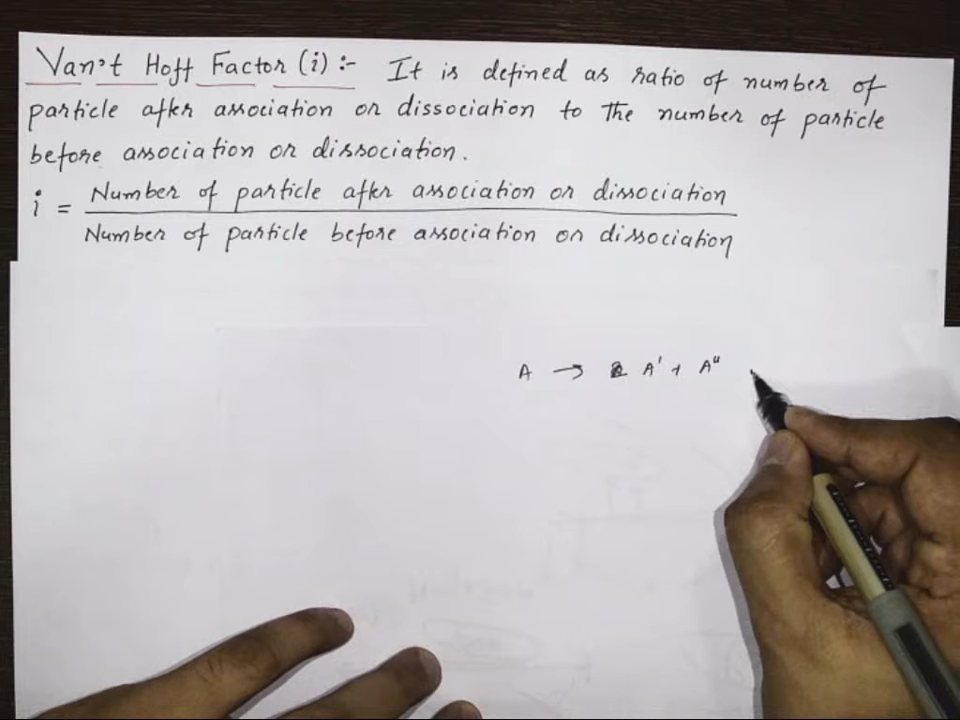 Van't Hoff Factor (i) :- It is defined as ratio of number of
particle after association or dissociation to the number of particle
before association or dissociation.
i = Number of particle after association or dissociation
Number of particle before association or dissociation
A → A' + A"